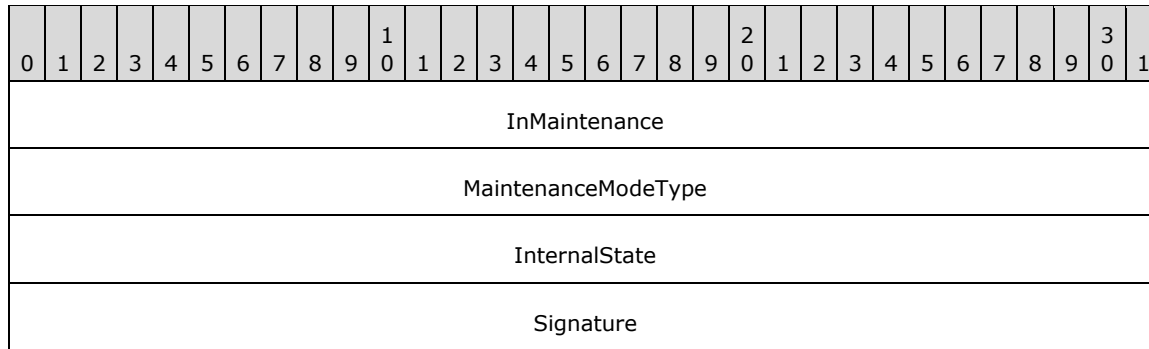 1 2 3
0 1 2 3 4 5 6 7 8 9 0 1 2 3 4 5 6 7 8 9 0 1 2 3 4 5 6 7 8 9 0 1
InMaintenance
MaintenanceModeType
InternalState
Signature